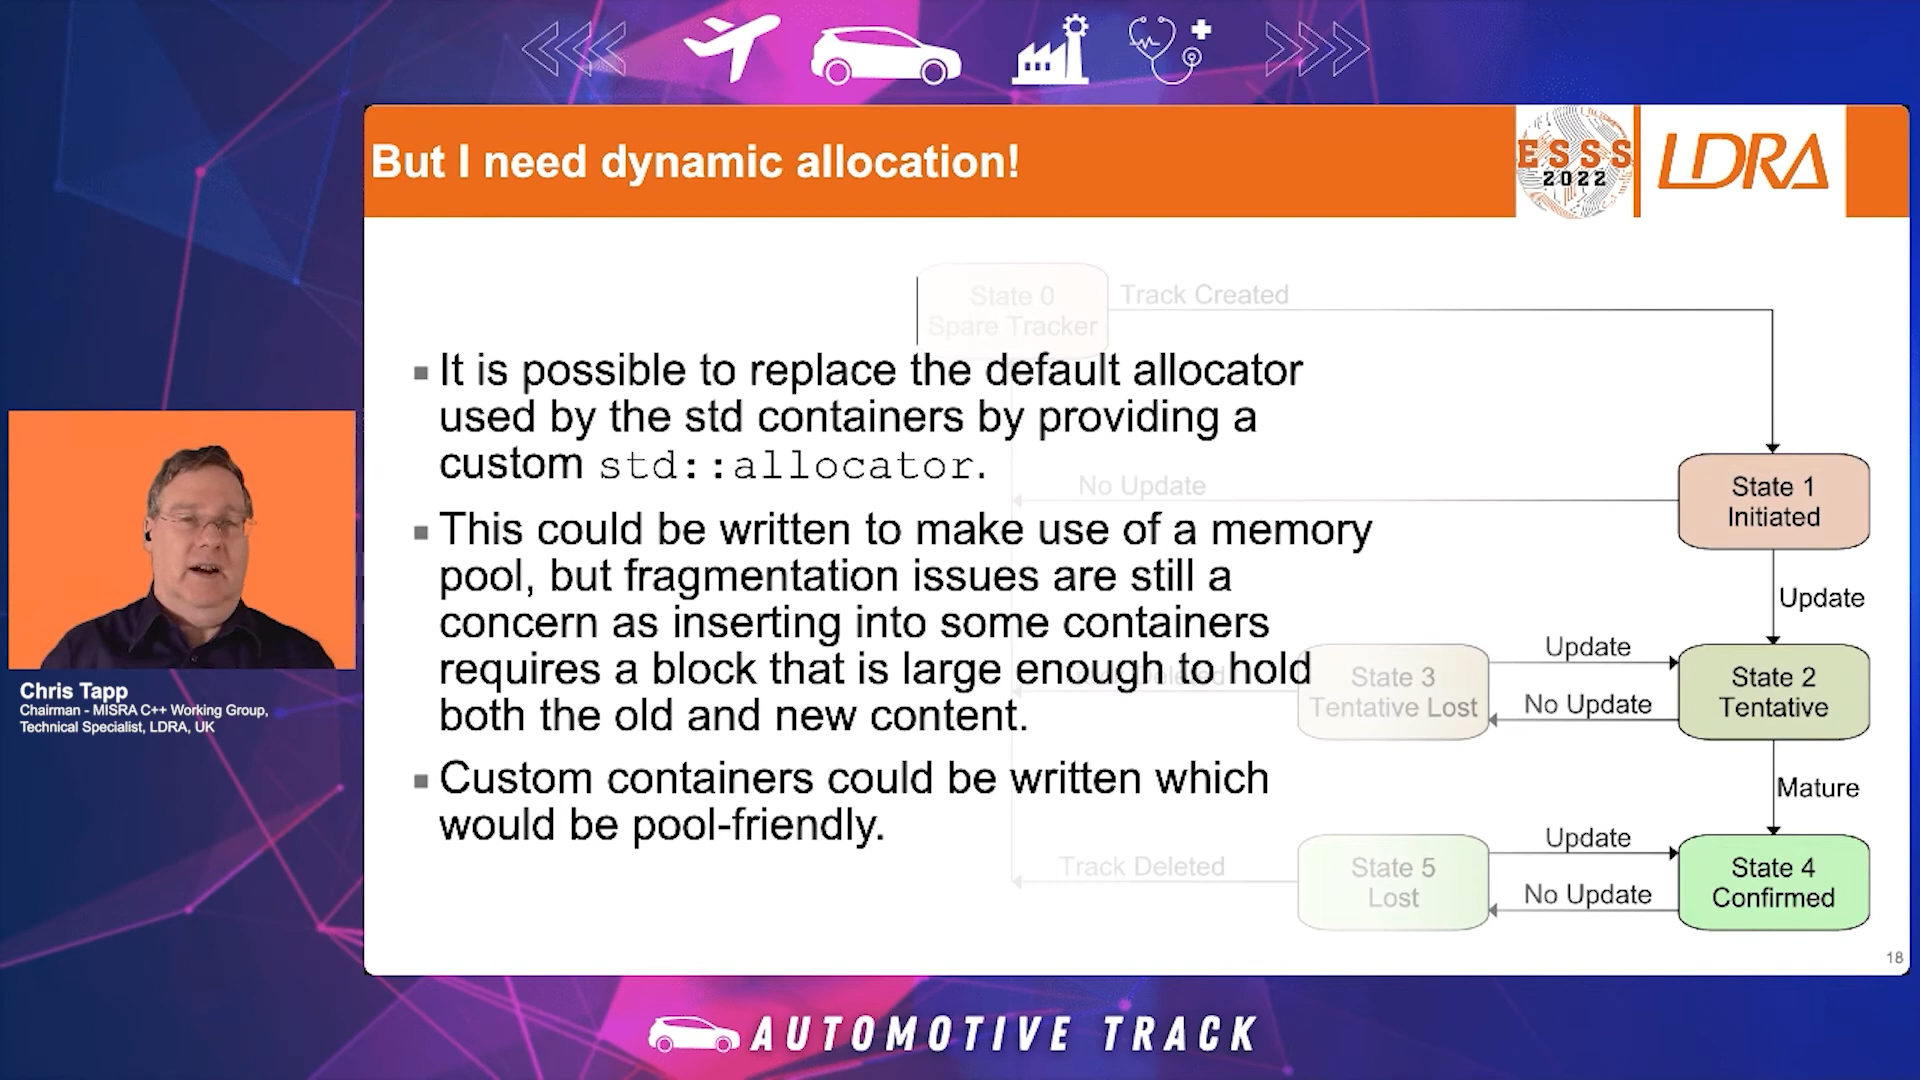 But I need dynamic allocation!
ESSS
2022
LDRA
State 0
Spare Tracker
Track Created
It is possible to replace the default allocator
used by the std containers by providing a
custom std::allocator.
This could be written to make use of a memory
pool, but fragmentation issues are still a
concern as inserting into some containers
requires a block that is large enough to hold
both the old and new content.
Custom containers could be written which
would be pool-friendly.
No Update
State 1
Initiated
Update
Update
State 3
Tentative Lost
No Update
State 2
Tentative
Mature
Update
Track Deleted
State 5
Lost
No Update
State 4
Confirmed
18
Chris Tapp
Chairman - MISRA C++ Working Group,
Technical Specialist, LDRA, UK
AUTOMOTIVE TRACK